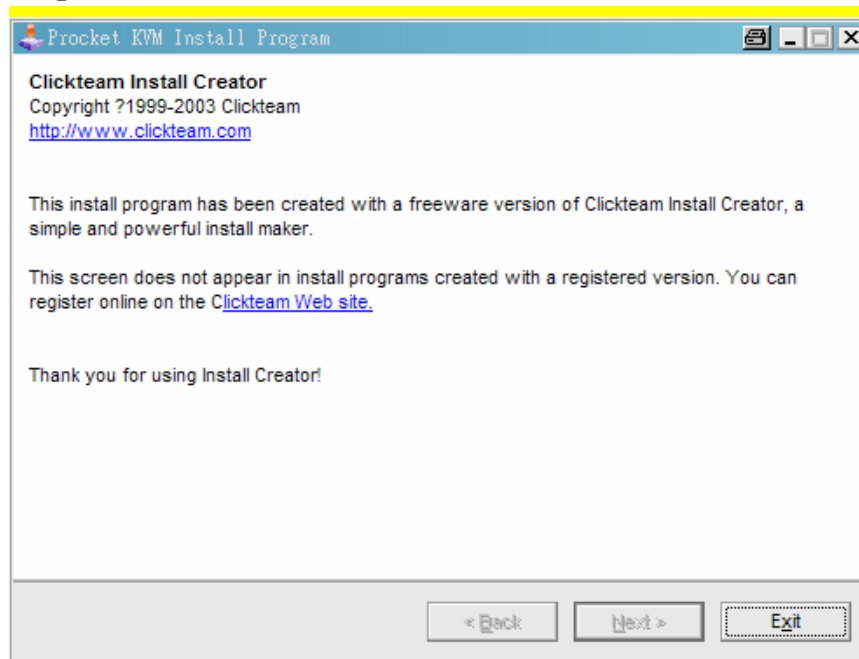 Procket KVM Install Program
Clickteam Install Creator
Copyright ?1999-2003 Clickteam
http://www.clickteam.com
This install program has been created with a freeware version of Clickteam Install Creator, a
simple and powerful install maker.
This screen does not appear in install programs created with a registered version. You can
register online on the Clickteam Web site.
Thank you for using Install Creator!
< Back
Next >
Exit